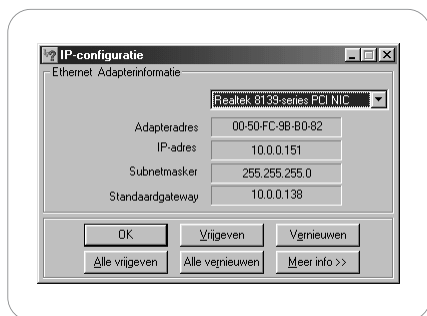 IP-configuratie
Ethernet Adapterinformatie
Realtek 8139-series PCI NIC
Adapteradres 00-50-FC-9B-B0-82
IP-adres 10.0.0.151
Subnetmasker 255.255.255.0
Standaardgateway 10.0.0.138
OK Vrijgeven Vernieuwen
Alle vrijgeven Alle vernieuwen Meer info >>